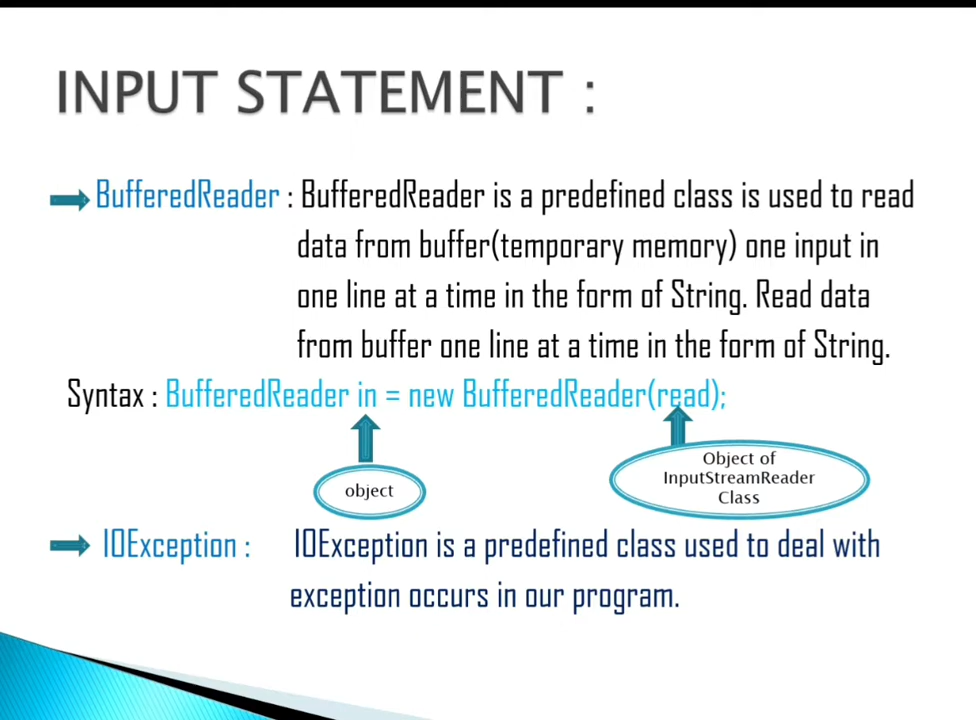 INPUT STATEMENT :
BufferedReader : BufferedReader is a predefined class is used to read
data from buffer(temporary memory) one input in
one line at a time in the form of String. Read data
from buffer one line at a time in the form of String.
Syntax : BufferedReader in = new BufferedReader(read);
object
Object of
InputStreamReader
Class
IOException : IOException is a predefined class used to deal with
exception occurs in our program.